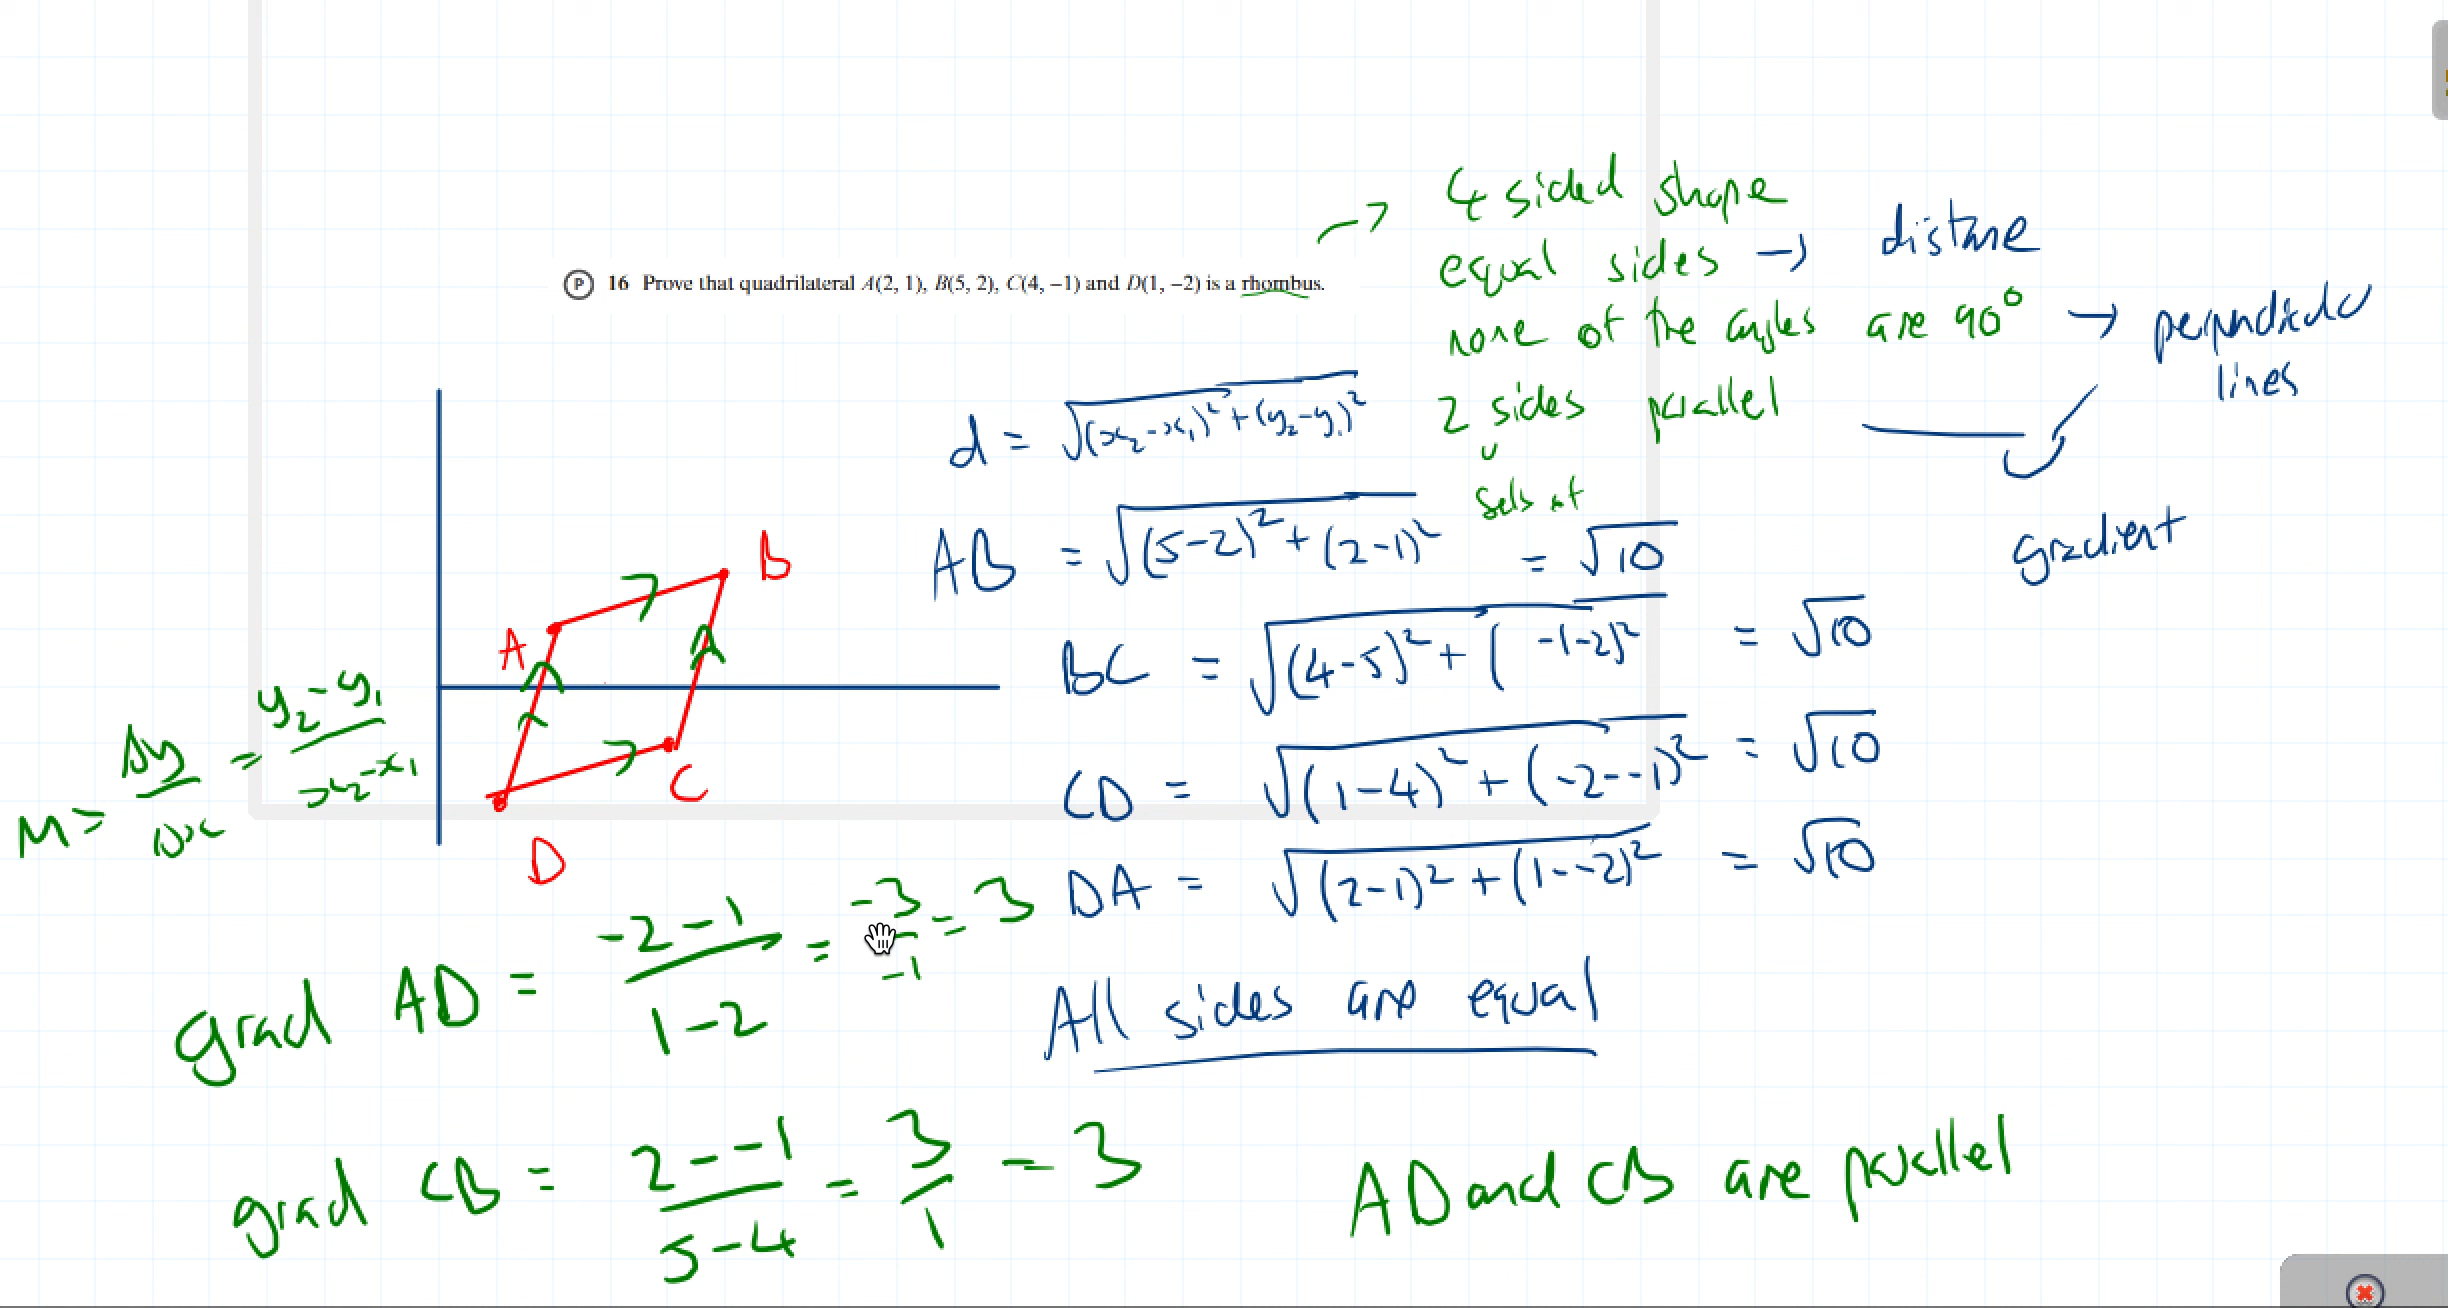 4 sided shape
equal sides → distane
none of the angles are 90° → perpendicular lines
2 sides parallel
sets of
gradient
P 16 Prove that quadrilateral A(2, 1), B(5, 2), C(4, −1) and D(1, −2) is a rhombus.
d = √((x₂-x₁)²+(y₂-y₁)²)
AB = √((5-2)²+(2-1)²) = √10
BC = √((4-5)²+(-1-2)²) = √10
CD = √((1-4)²+(-2--1)²) = √10
DA = √((2-1)²+(1--2)²) = √10
All sides are equal
A
B
C
D
M = Δy/Δx = (y₂-y₁)/(x₂-x₁)
grad AD = (-2-1)/(1-2) = -3/-1 = 3
grad CB = (2--1)/(5-4) = 3/1 = 3
AD and CB are parallel